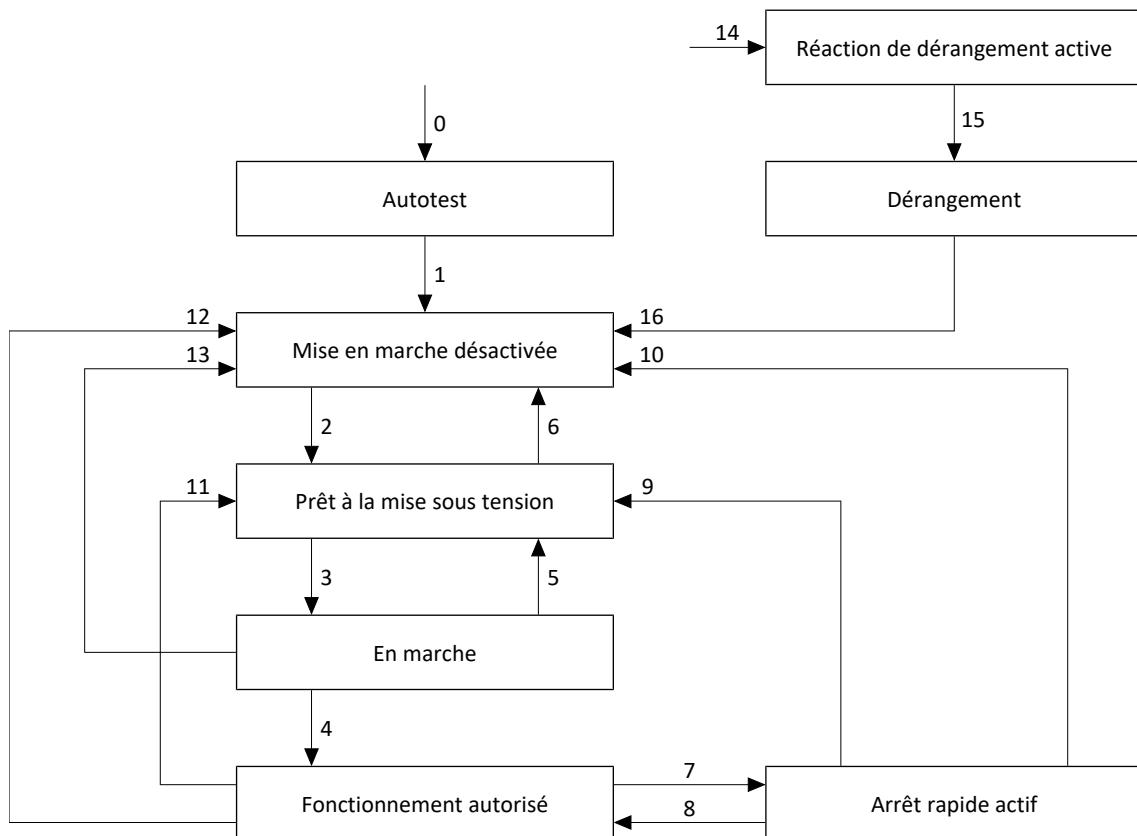 14
Réaction de dérangement active
0
15
Autotest
Dérangement
1
12
16
Mise en marche désactivée
13
10
2
6
11
9
Prêt à la mise sous tension
3
5
En marche
4
7
Fonctionnement autorisé
Arrêt rapide actif
8